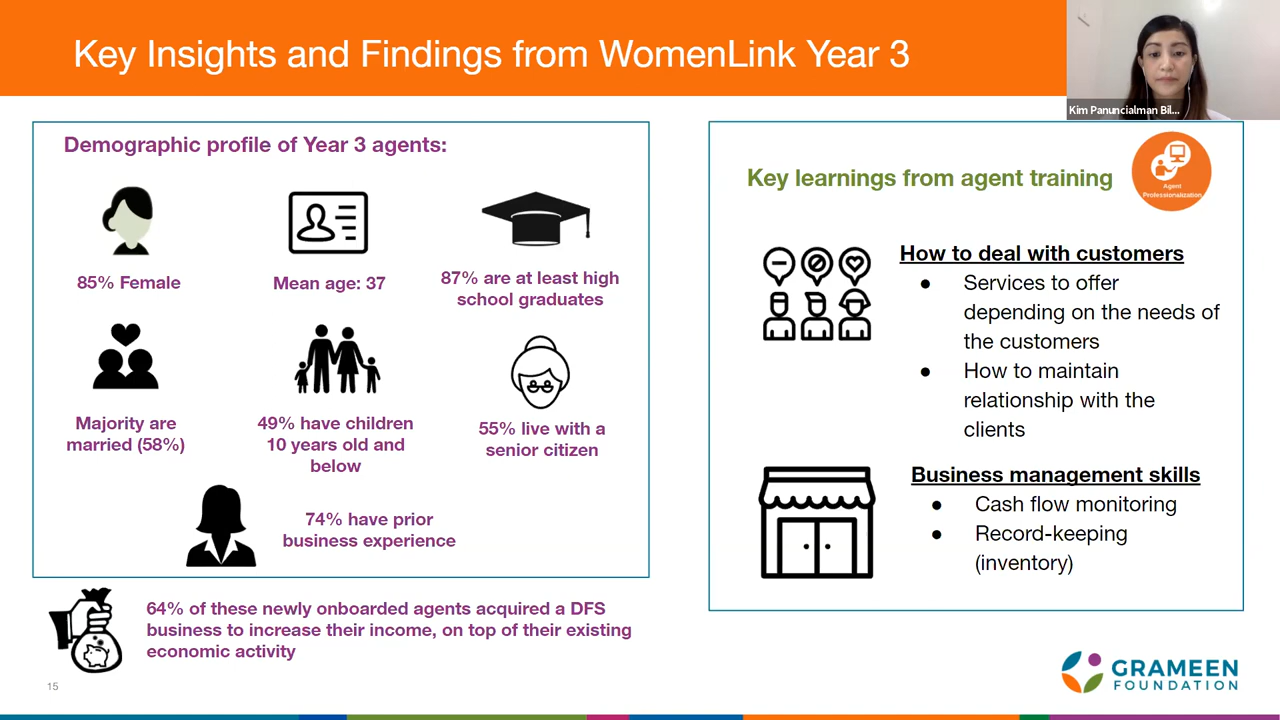 Key Insights and Findings from WomenLink Year 3
Kim Panuncialman Bil...
Demographic profile of Year 3 agents:
85% Female
Mean age: 37
87% are at least high
school graduates
Majority are
married (58%)
49% have children
10 years old and
below
55% live with a
senior citizen
74% have prior
business experience
64% of these newly onboarded agents acquired a DFS
business to increase their income, on top of their existing
economic activity
Key learnings from agent training
Agent
Professionalization
How to deal with customers
● Services to offer
depending on the needs of
the customers
● How to maintain
relationship with the
clients
Business management skills
● Cash flow monitoring
● Record-keeping
(inventory)
15
GRAMEEN
FOUNDATION